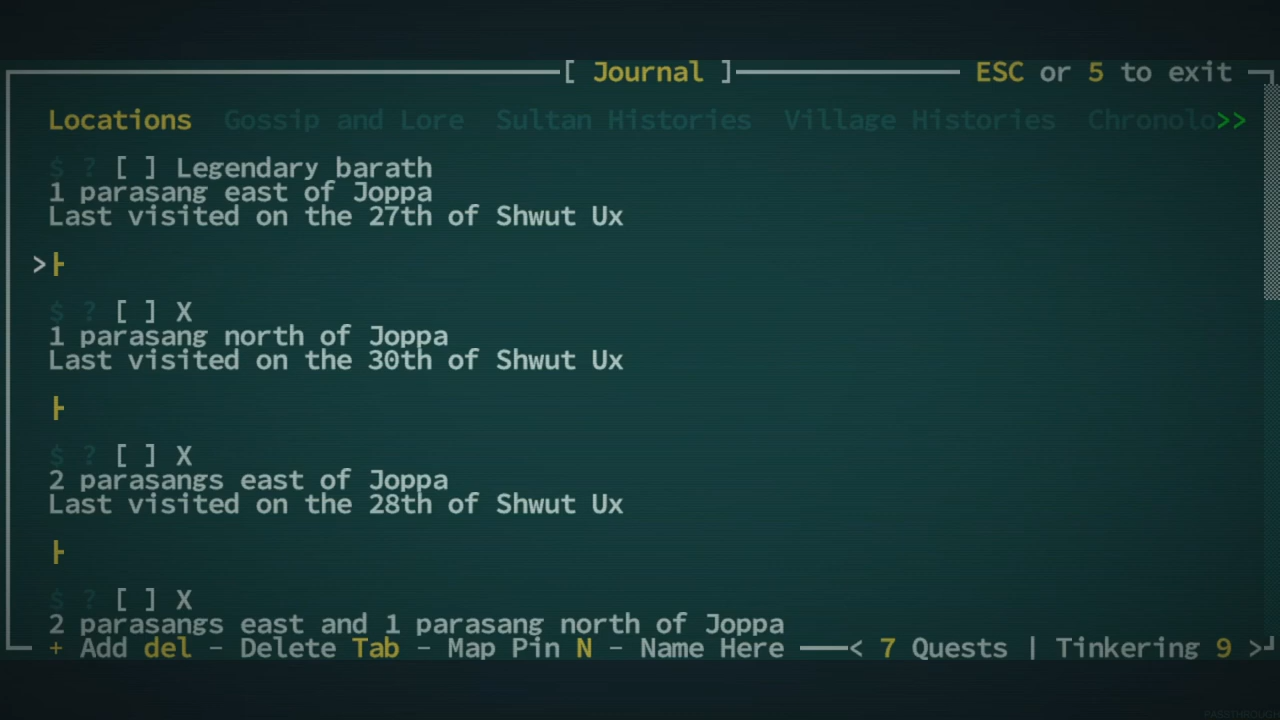 [ Journal ] ESC or 5 to exit
Locations Gossip and Lore Sultan Histories Village Histories Chronolo>>
$ ? [ ] Legendary barath
1 parasang east of Joppa
Last visited on the 27th of Shwut Ux
>
$ ? [ ] X
1 parasang north of Joppa
Last visited on the 30th of Shwut Ux
$ ? [ ] X
2 parasangs east of Joppa
Last visited on the 28th of Shwut Ux
$ ? [ ] X
2 parasangs east and 1 parasang north of Joppa
+ Add del - Delete Tab - Map Pin N - Name Here < 7 Quests | Tinkering 9 >